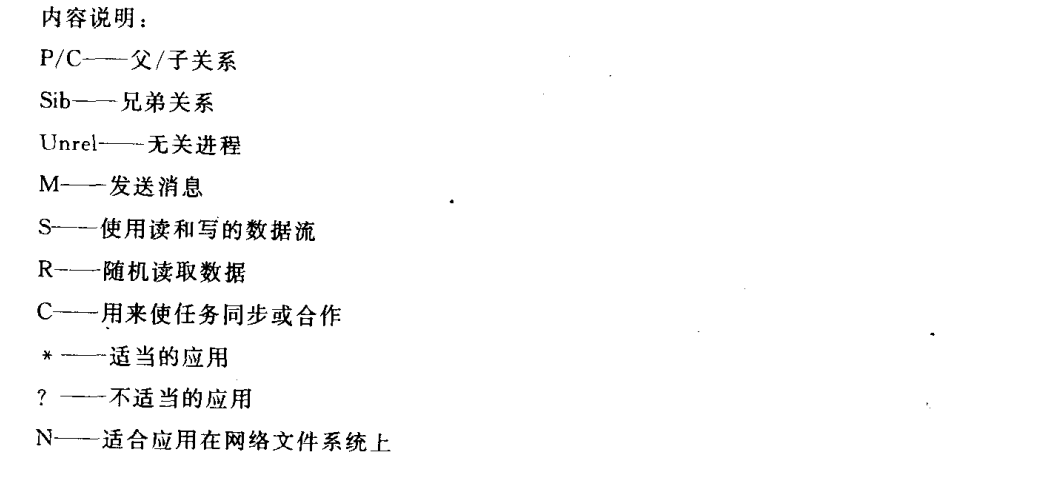 内容说明：
P/C——父/子关系
Sib——兄弟关系
Unrel——无关进程
M——发送消息
S——使用读和写的数据流
R——随机读取数据
C——用来使任务同步或合作
* ——适当的应用
? ——不适当的应用
N——适合应用在网络文件系统上